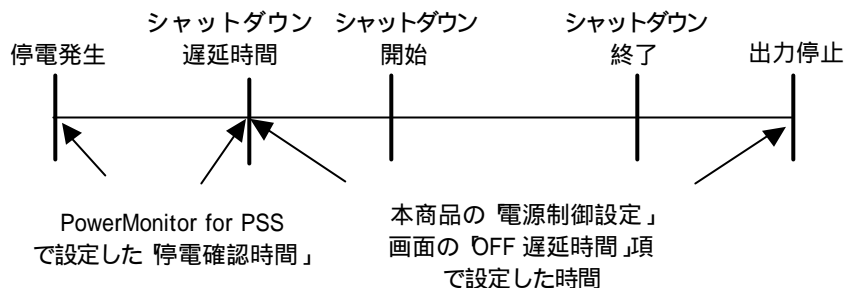 停電発生
シャットダウン
遅延時間
シャットダウン
開始
シャットダウン
終了
出力停止
PowerMonitor for PSS
で設定した「停電確認時間」
本商品の「電源制御設定」
画面の「OFF 遅延時間」項
で設定した時間